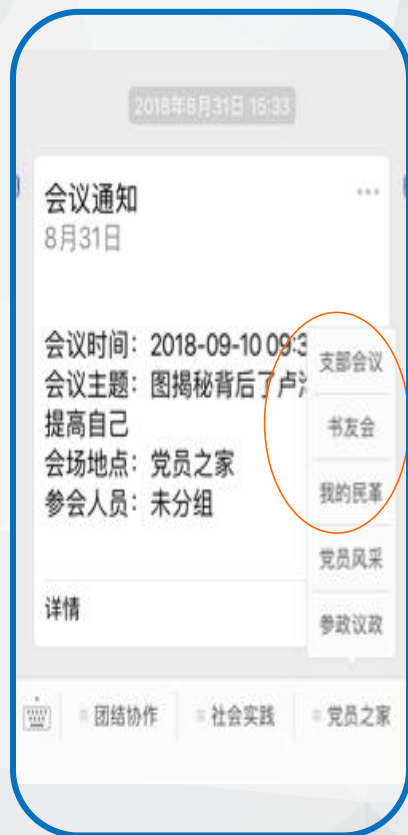 2018年8月31日 15:33
会议通知
8月31日
会议时间：2018-09-10 09:3
会议主题：图揭秘背后了卢
提高自己
会场地点：党员之家
参会人员：未分组
详情
支部会议
书友会
我的民革
党员风采
参政议政
团结协作
社会实践
党员之家